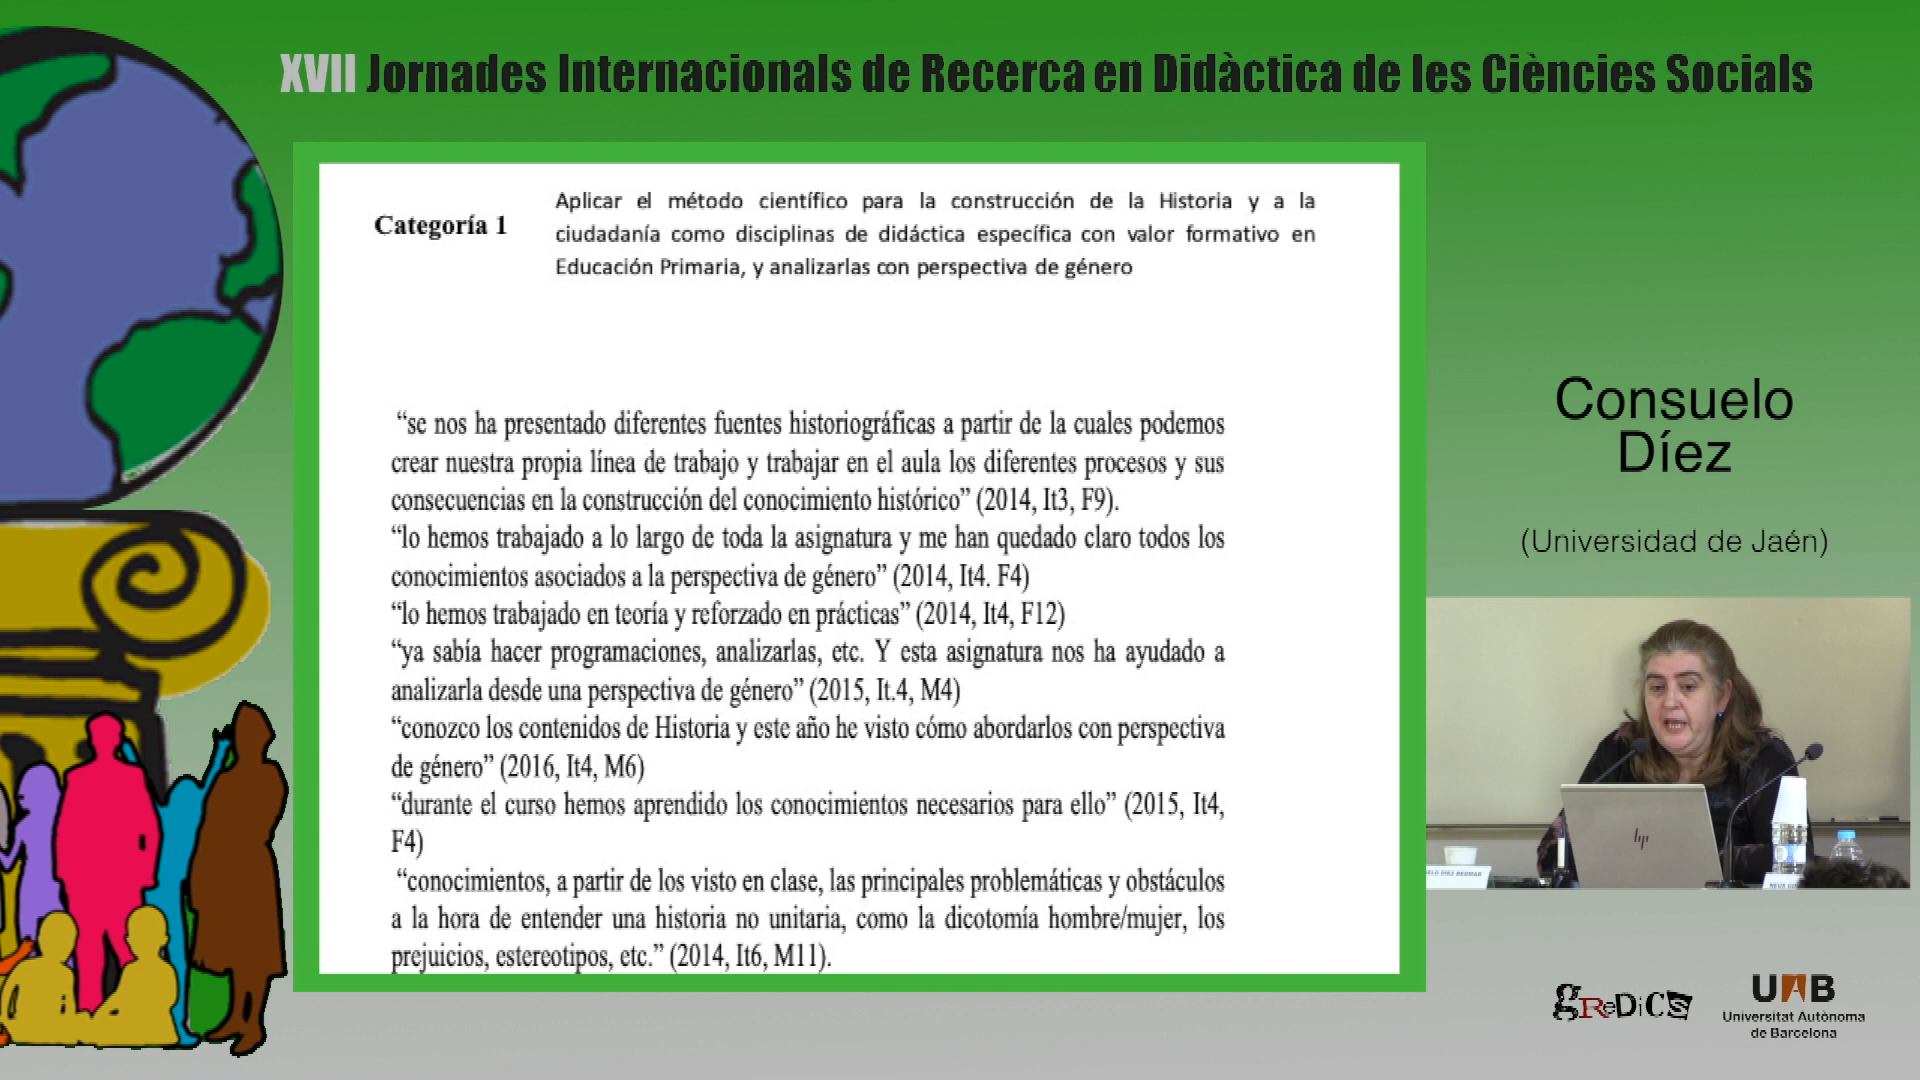 XVII Jornades Internacionals de Recerca en Didàctica de les Ciències Socials
Categoría 1
Aplicar el método científico para la construcción de la Historia y a la
ciudadanía como disciplinas de didáctica específica con valor formativo en
Educación Primaria, y analizarlas con perspectiva de género
“se nos ha presentado diferentes fuentes historiográficas a partir de la cuales podemos
crear nuestra propia línea de trabajo y trabajar en el aula los diferentes procesos y sus
consecuencias en la construcción del conocimiento histórico” (2014, It3, F9).
“lo hemos trabajado a lo largo de toda la asignatura y me han quedado claro todos los
conocimientos asociados a la perspectiva de género” (2014, It4. F4)
“lo hemos trabajado en teoría y reforzado en prácticas” (2014, It4, F12)
“ya sabía hacer programaciones, analizarlas, etc. Y esta asignatura nos ha ayudado a
analizarla desde una perspectiva de género” (2015, It.4, M4)
“conozco los contenidos de Historia y este año he visto cómo abordarlos con perspectiva
de género” (2016, It4, M6)
“durante el curso hemos aprendido los conocimientos necesarios para ello” (2015, It4,
F4)
“conocimientos, a partir de los visto en clase, las principales problemáticas y obstáculos
a la hora de entender una historia no unitaria, como la dicotomía hombre/mujer, los
prejuicios, estereotipos, etc.” (2014, It6, M11).
Consuelo
Díez
(Universidad de Jaén)
hp
ELO DIEZ BEDMAR
gReDiCS
UAB
Universitat Autònoma
de Barcelona